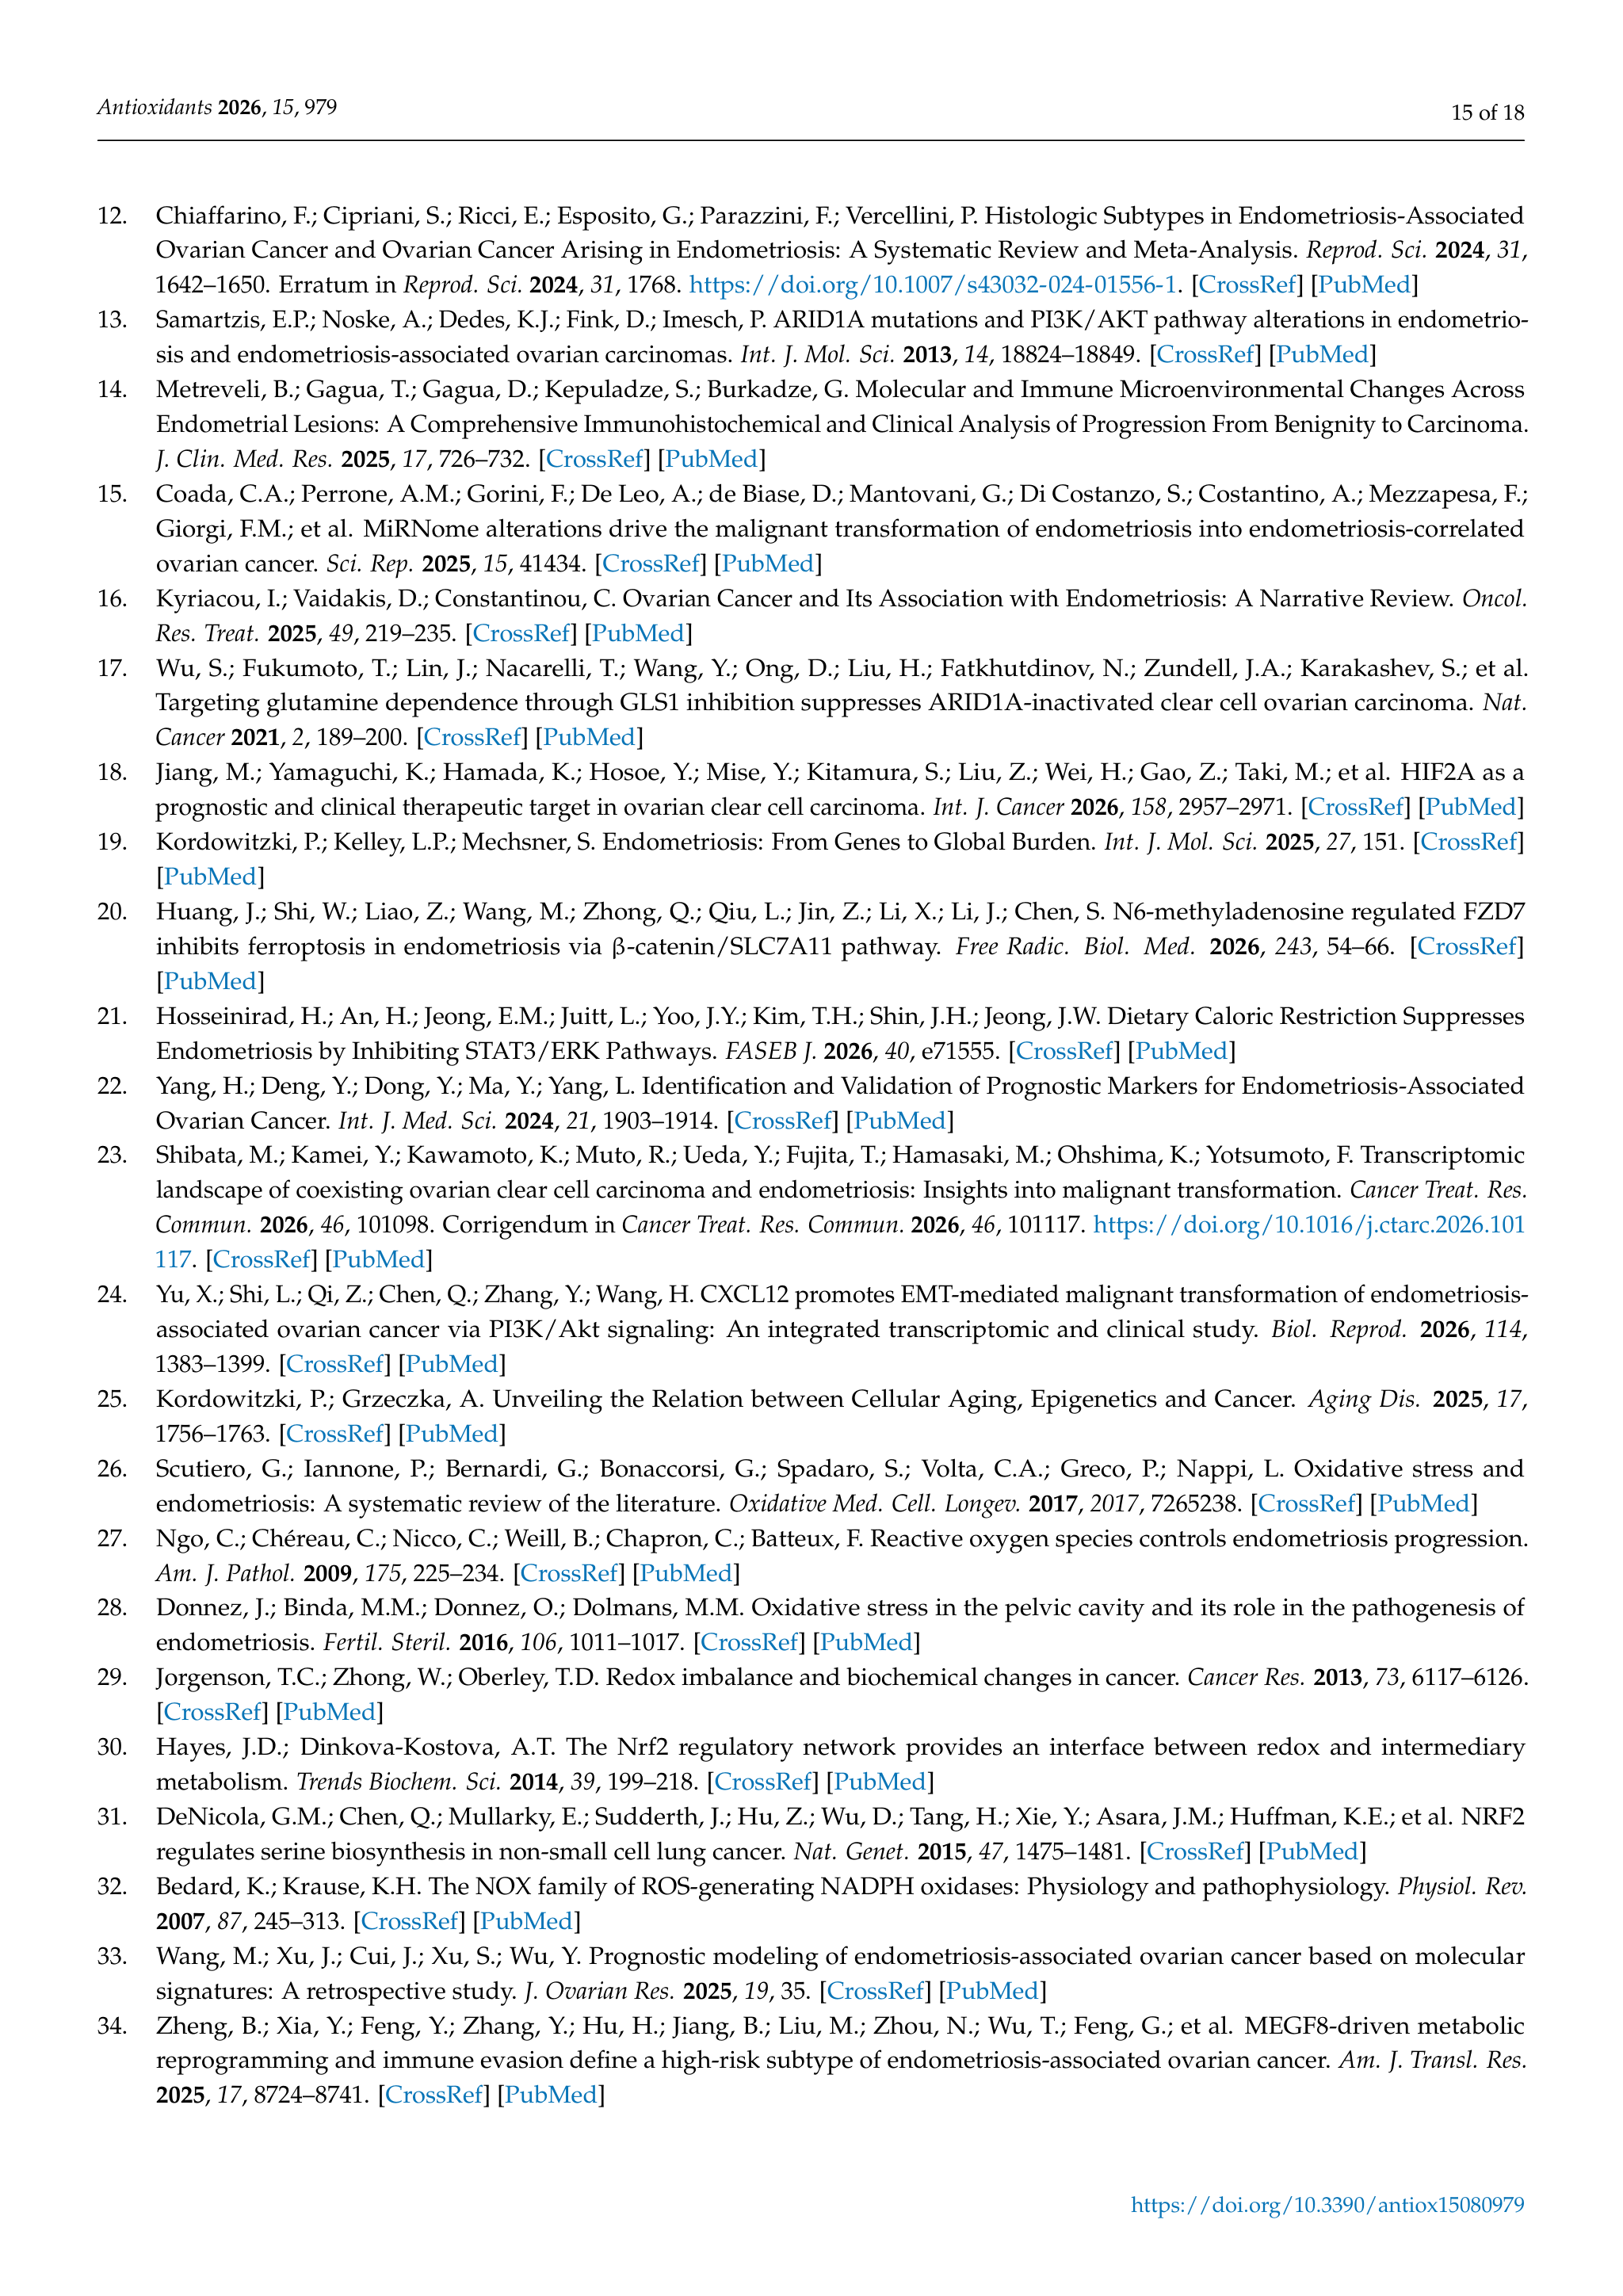 Antioxidants 2026, 15, 979
15 of 18
12. Chiaffarino, F.; Cipriani, S.; Ricci, E.; Esposito, G.; Parazzini, F.; Vercellini, P. Histologic Subtypes in Endometriosis-Associated
Ovarian Cancer and Ovarian Cancer Arising in Endometriosis: A Systematic Review and Meta-Analysis. Reprod. Sci. 2024, 31,
1642–1650. Erratum in Reprod. Sci. 2024, 31, 1768. https://doi.org/10.1007/s43032-024-01556-1. [CrossRef] [PubMed]
13. Samartzis, E.P.; Noske, A.; Dedes, K.J.; Fink, D.; Imesch, P. ARID1A mutations and PI3K/AKT pathway alterations in endometrio-
sis and endometriosis-associated ovarian carcinomas. Int. J. Mol. Sci. 2013, 14, 18824–18849. [CrossRef] [PubMed]
14. Metreveli, B.; Gagua, T.; Gagua, D.; Kepuladze, S.; Burkadze, G. Molecular and Immune Microenvironmental Changes Across
Endometrial Lesions: A Comprehensive Immunohistochemical and Clinical Analysis of Progression From Benignity to Carcinoma.
J. Clin. Med. Res. 2025, 17, 726–732. [CrossRef] [PubMed]
15. Coada, C.A.; Perrone, A.M.; Gorini, F.; De Leo, A.; de Biase, D.; Mantovani, G.; Di Costanzo, S.; Costantino, A.; Mezzapesa, F.;
Giorgi, F.M.; et al. MiRNome alterations drive the malignant transformation of endometriosis into endometriosis-correlated
ovarian cancer. Sci. Rep. 2025, 15, 41434. [CrossRef] [PubMed]
16. Kyriacou, I.; Vaidakis, D.; Constantinou, C. Ovarian Cancer and Its Association with Endometriosis: A Narrative Review. Oncol.
Res. Treat. 2025, 49, 219–235. [CrossRef] [PubMed]
17. Wu, S.; Fukumoto, T.; Lin, J.; Nacarelli, T.; Wang, Y.; Ong, D.; Liu, H.; Fatkhutdinov, N.; Zundell, J.A.; Karakashev, S.; et al.
Targeting glutamine dependence through GLS1 inhibition suppresses ARID1A-inactivated clear cell ovarian carcinoma. Nat.
Cancer 2021, 2, 189–200. [CrossRef] [PubMed]
18. Jiang, M.; Yamaguchi, K.; Hamada, K.; Hosoe, Y.; Mise, Y.; Kitamura, S.; Liu, Z.; Wei, H.; Gao, Z.; Taki, M.; et al. HIF2A as a
prognostic and clinical therapeutic target in ovarian clear cell carcinoma. Int. J. Cancer 2026, 158, 2957–2971. [CrossRef] [PubMed]
19. Kordowitzki, P.; Kelley, L.P.; Mechsner, S. Endometriosis: From Genes to Global Burden. Int. J. Mol. Sci. 2025, 27, 151. [CrossRef]
[PubMed]
20. Huang, J.; Shi, W.; Liao, Z.; Wang, M.; Zhong, Q.; Qiu, L.; Jin, Z.; Li, X.; Li, J.; Chen, S. N6-methyladenosine regulated FZD7
inhibits ferroptosis in endometriosis via β-catenin/SLC7A11 pathway. Free Radic. Biol. Med. 2026, 243, 54–66. [CrossRef]
[PubMed]
21. Hosseinirad, H.; An, H.; Jeong, E.M.; Juitt, L.; Yoo, J.Y.; Kim, T.H.; Shin, J.H.; Jeong, J.W. Dietary Caloric Restriction Suppresses
Endometriosis by Inhibiting STAT3/ERK Pathways. FASEB J. 2026, 40, e71555. [CrossRef] [PubMed]
22. Yang, H.; Deng, Y.; Dong, Y.; Ma, Y.; Yang, L. Identification and Validation of Prognostic Markers for Endometriosis-Associated
Ovarian Cancer. Int. J. Med. Sci. 2024, 21, 1903–1914. [CrossRef] [PubMed]
23. Shibata, M.; Kamei, Y.; Kawamoto, K.; Muto, R.; Ueda, Y.; Fujita, T.; Hamasaki, M.; Ohshima, K.; Yotsumoto, F. Transcriptomic
landscape of coexisting ovarian clear cell carcinoma and endometriosis: Insights into malignant transformation. Cancer Treat. Res.
Commun. 2026, 46, 101098. Corrigendum in Cancer Treat. Res. Commun. 2026, 46, 101117. https://doi.org/10.1016/j.ctarc.2026.101
117. [CrossRef] [PubMed]
24. Yu, X.; Shi, L.; Qi, Z.; Chen, Q.; Zhang, Y.; Wang, H. CXCL12 promotes EMT-mediated malignant transformation of endometriosis-
associated ovarian cancer via PI3K/Akt signaling: An integrated transcriptomic and clinical study. Biol. Reprod. 2026, 114,
1383–1399. [CrossRef] [PubMed]
25. Kordowitzki, P.; Grzeczka, A. Unveiling the Relation between Cellular Aging, Epigenetics and Cancer. Aging Dis. 2025, 17,
1756–1763. [CrossRef] [PubMed]
26. Scutiero, G.; Iannone, P.; Bernardi, G.; Bonaccorsi, G.; Spadaro, S.; Volta, C.A.; Greco, P.; Nappi, L. Oxidative stress and
endometriosis: A systematic review of the literature. Oxidative Med. Cell. Longev. 2017, 2017, 7265238. [CrossRef] [PubMed]
27. Ngo, C.; Chéreau, C.; Nicco, C.; Weill, B.; Chapron, C.; Batteux, F. Reactive oxygen species controls endometriosis progression.
Am. J. Pathol. 2009, 175, 225–234. [CrossRef] [PubMed]
28. Donnez, J.; Binda, M.M.; Donnez, O.; Dolmans, M.M. Oxidative stress in the pelvic cavity and its role in the pathogenesis of
endometriosis. Fertil. Steril. 2016, 106, 1011–1017. [CrossRef] [PubMed]
29. Jorgenson, T.C.; Zhong, W.; Oberley, T.D. Redox imbalance and biochemical changes in cancer. Cancer Res. 2013, 73, 6117–6126.
[CrossRef] [PubMed]
30. Hayes, J.D.; Dinkova-Kostova, A.T. The Nrf2 regulatory network provides an interface between redox and intermediary
metabolism. Trends Biochem. Sci. 2014, 39, 199–218. [CrossRef] [PubMed]
31. DeNicola, G.M.; Chen, Q.; Mullarky, E.; Sudderth, J.; Hu, Z.; Wu, D.; Tang, H.; Xie, Y.; Asara, J.M.; Huffman, K.E.; et al. NRF2
regulates serine biosynthesis in non-small cell lung cancer. Nat. Genet. 2015, 47, 1475–1481. [CrossRef] [PubMed]
32. Bedard, K.; Krause, K.H. The NOX family of ROS-generating NADPH oxidases: Physiology and pathophysiology. Physiol. Rev.
2007, 87, 245–313. [CrossRef] [PubMed]
33. Wang, M.; Xu, J.; Cui, J.; Xu, S.; Wu, Y. Prognostic modeling of endometriosis-associated ovarian cancer based on molecular
signatures: A retrospective study. J. Ovarian Res. 2025, 19, 35. [CrossRef] [PubMed]
34. Zheng, B.; Xia, Y.; Feng, Y.; Zhang, Y.; Hu, H.; Jiang, B.; Liu, M.; Zhou, N.; Wu, T.; Feng, G.; et al. MEGF8-driven metabolic
reprogramming and immune evasion define a high-risk subtype of endometriosis-associated ovarian cancer. Am. J. Transl. Res.
2025, 17, 8724–8741. [CrossRef] [PubMed]
https://doi.org/10.3390/antiox15080979